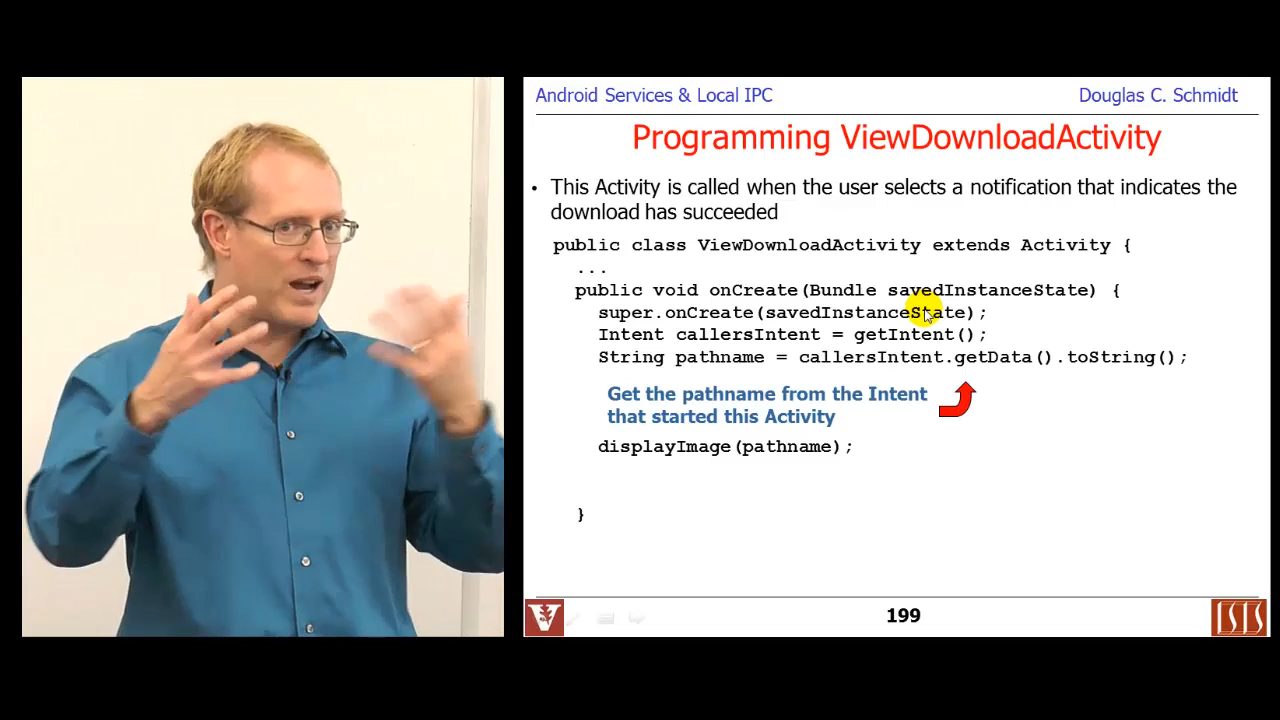 Android Services & Local IPC
Douglas C. Schmidt
Programming ViewDownloadActivity
• This Activity is called when the user selects a notification that indicates the
download has succeeded
public class ViewDownloadActivity extends Activity {
...
public void onCreate(Bundle savedInstanceState) {
super.onCreate(savedInstanceState);
Intent callersIntent = getIntent();
String pathname = callersIntent.getData().toString();
Get the pathname from the Intent
that started this Activity
displayImage(pathname);
}
V
199
ISIS